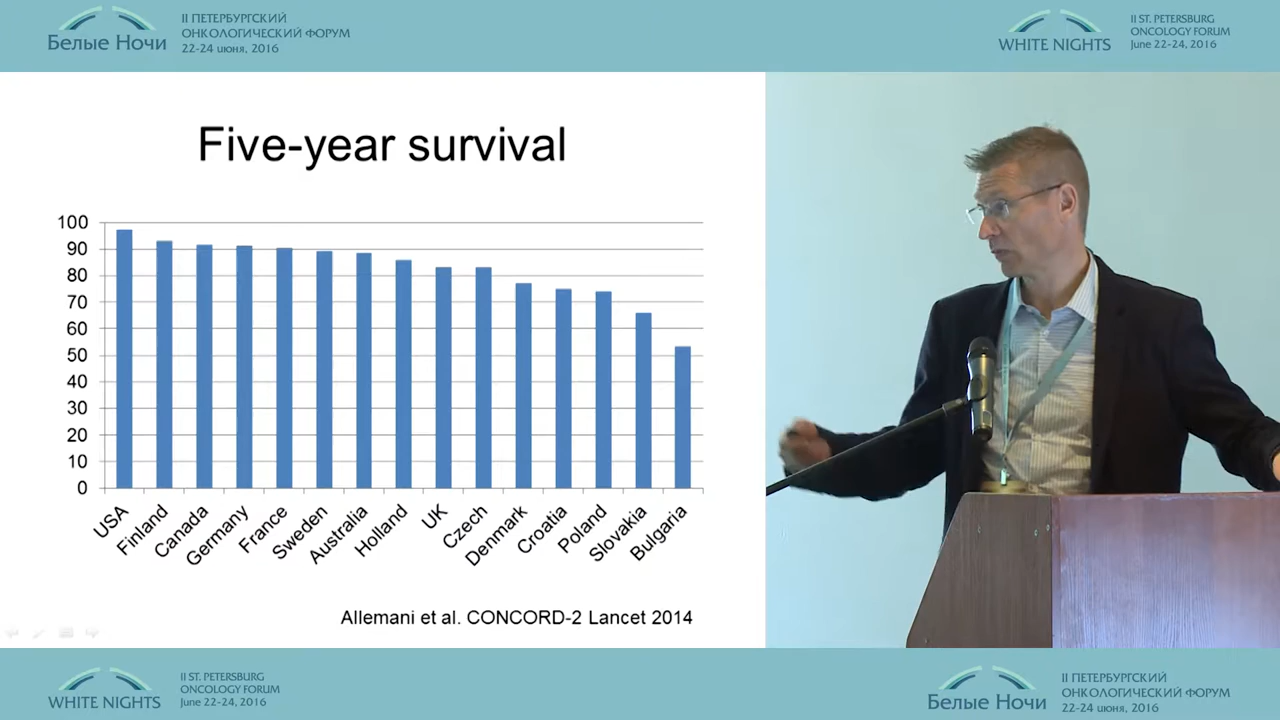 Белые Ночи
II ПЕТЕРБУРГСКИЙ
ОНКОЛОГИЧЕСКИЙ ФОРУМ
22-24 июня, 2016
WHITE NIGHTS
II ST. PETERSBURG
ONCOLOGY FORUM
June 22-24, 2016
Five-year survival
100
90
80
70
60
50
40
30
20
10
0
USA
Finland
Canada
Germany
France
Sweden
Australia
Holland
UK
Czech
Denmark
Croatia
Poland
Slovakia
Bulgaria
Allemani et al. CONCORD-2 Lancet 2014
WHITE NIGHTS
II ST. PETERSBURG
ONCOLOGY FORUM
June 22-24, 2016
Белые Ночи
II ПЕТЕРБУРГСКИЙ
ОНКОЛОГИЧЕСКИЙ ФОРУМ
22-24 июня, 2016